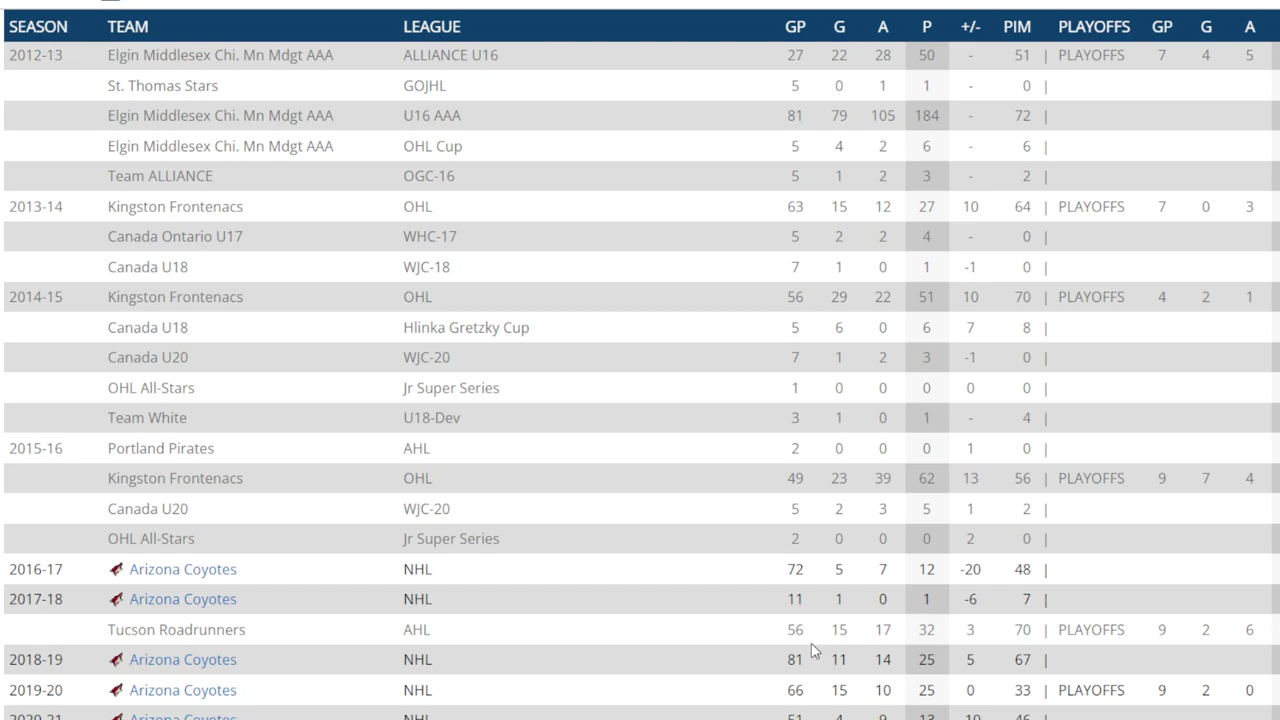 SEASON TEAM LEAGUE GP G A P +/- PIM PLAYOFFS GP G A
2012-13 Elgin Middlesex Chi. Mn Mdgt AAA ALLIANCE U16 27 22 28 50 - 51 | PLAYOFFS 7 4 5
St. Thomas Stars GOJHL 5 0 1 1 - 0 |
Elgin Middlesex Chi. Mn Mdgt AAA U16 AAA 81 79 105 184 - 72 |
Elgin Middlesex Chi. Mn Mdgt AAA OHL Cup 5 4 2 6 - 6 |
Team ALLIANCE OGC-16 5 1 2 3 - 2 |
2013-14 Kingston Frontenacs OHL 63 15 12 27 10 64 | PLAYOFFS 7 0 3
Canada Ontario U17 WHC-17 5 2 2 4 - 0 |
Canada U18 WJC-18 7 1 0 1 -1 0 |
2014-15 Kingston Frontenacs OHL 56 29 22 51 10 70 | PLAYOFFS 4 2 1
Canada U18 Hlinka Gretzky Cup 5 6 0 6 7 8 |
Canada U20 WJC-20 7 1 2 3 -1 0 |
OHL All-Stars Jr Super Series 1 0 0 0 0 0 |
Team White U18-Dev 3 1 0 1 - 4 |
2015-16 Portland Pirates AHL 2 0 0 0 1 0 |
Kingston Frontenacs OHL 49 23 39 62 13 56 | PLAYOFFS 9 7 4
Canada U20 WJC-20 5 2 3 5 1 2 |
OHL All-Stars Jr Super Series 2 0 0 0 2 0 |
2016-17 Arizona Coyotes NHL 72 5 7 12 -20 48 |
2017-18 Arizona Coyotes NHL 11 1 0 1 -6 7 |
Tucson Roadrunners AHL 56 15 17 32 3 70 | PLAYOFFS 9 2 6
2018-19 Arizona Coyotes NHL 81 11 14 25 5 67 |
2019-20 Arizona Coyotes NHL 66 15 10 25 0 33 | PLAYOFFS 9 2 0
2020-21 Arizona Coyotes NHL 51 4 9 13 -10 46 |